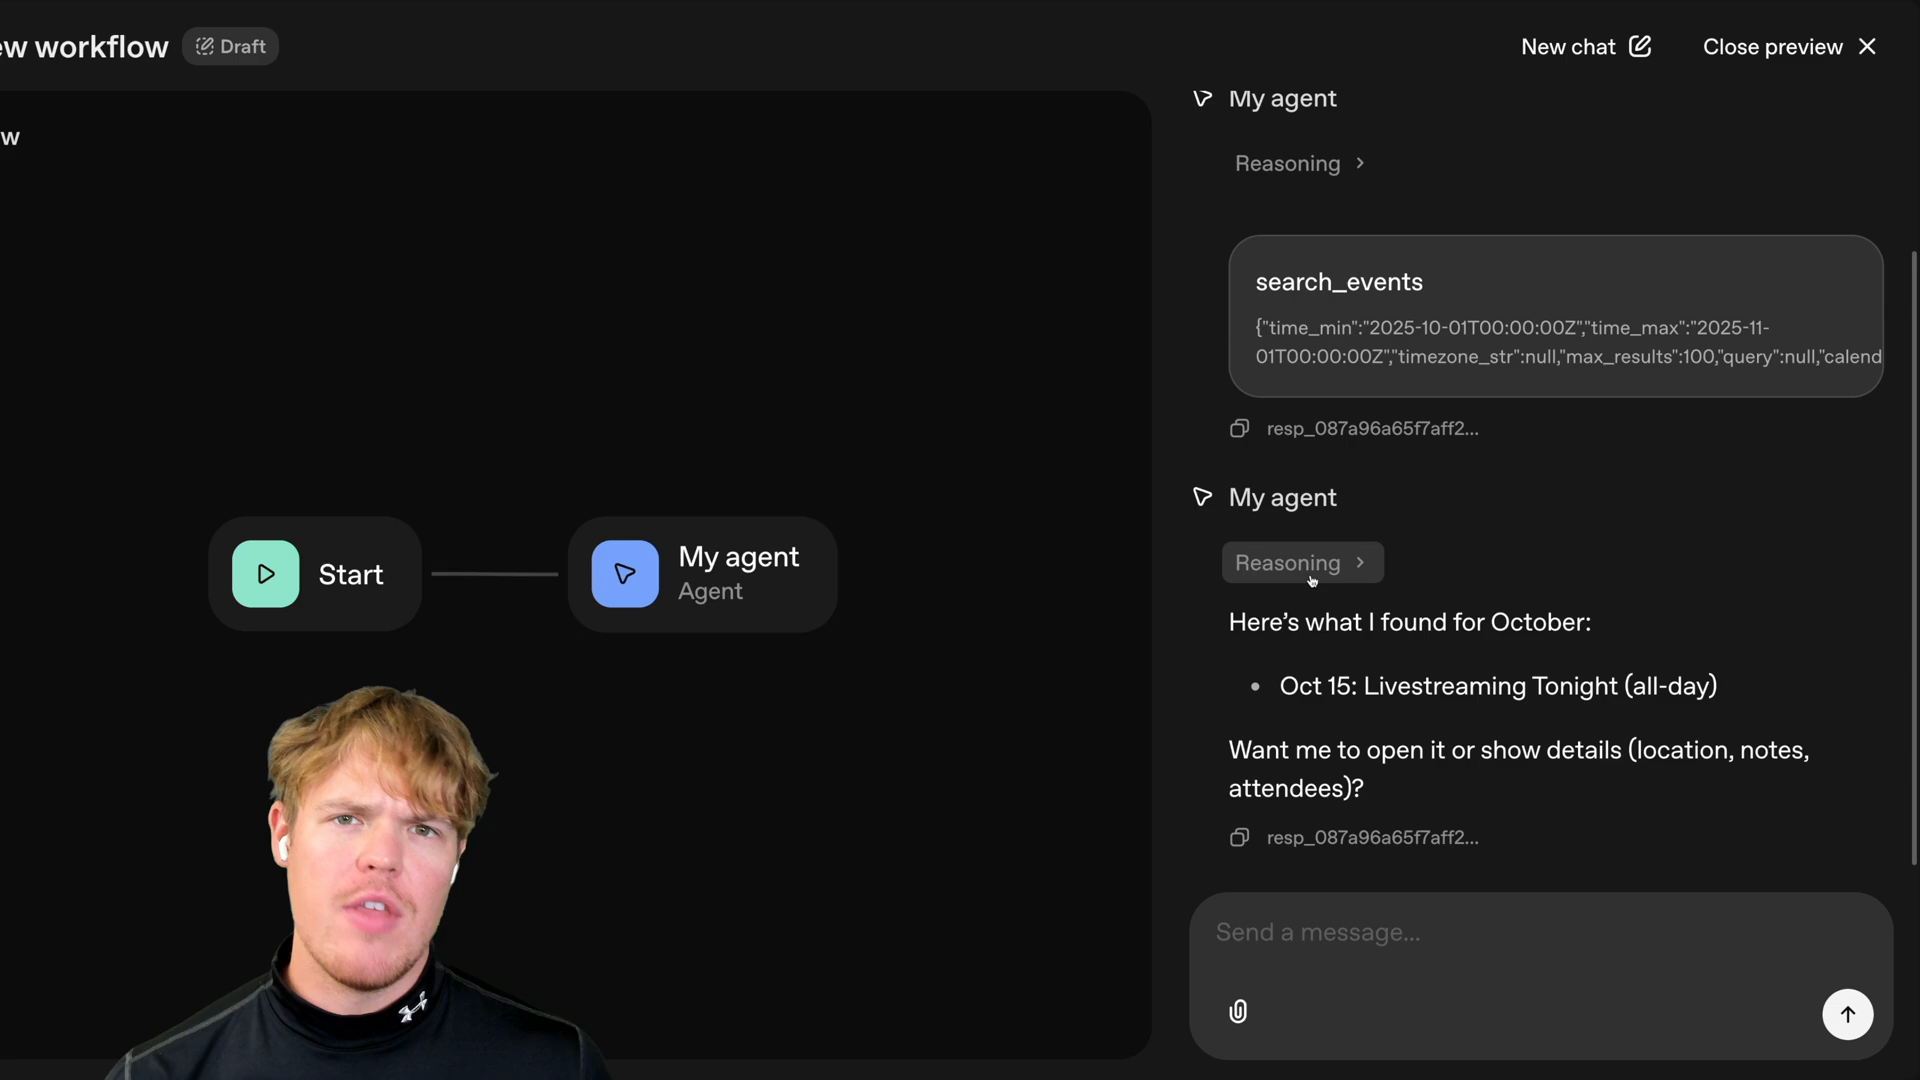 ew workflow
Draft
New chat
Close preview
w
My agent
Reasoning
search_events
{"time_min":"2025-10-01T00:00:00Z","time_max":"2025-11-
01T00:00:00Z","timezone_str":null,"max_results":100,"query":null,"calend
resp_087a96a65f7aff2...
Start
My agent
Agent
My agent
Reasoning
Here’s what I found for October:
• Oct 15: Livestreaming Tonight (all-day)
Want me to open it or show details (location, notes,
attendees)?
resp_087a96a65f7aff2...
Send a message...